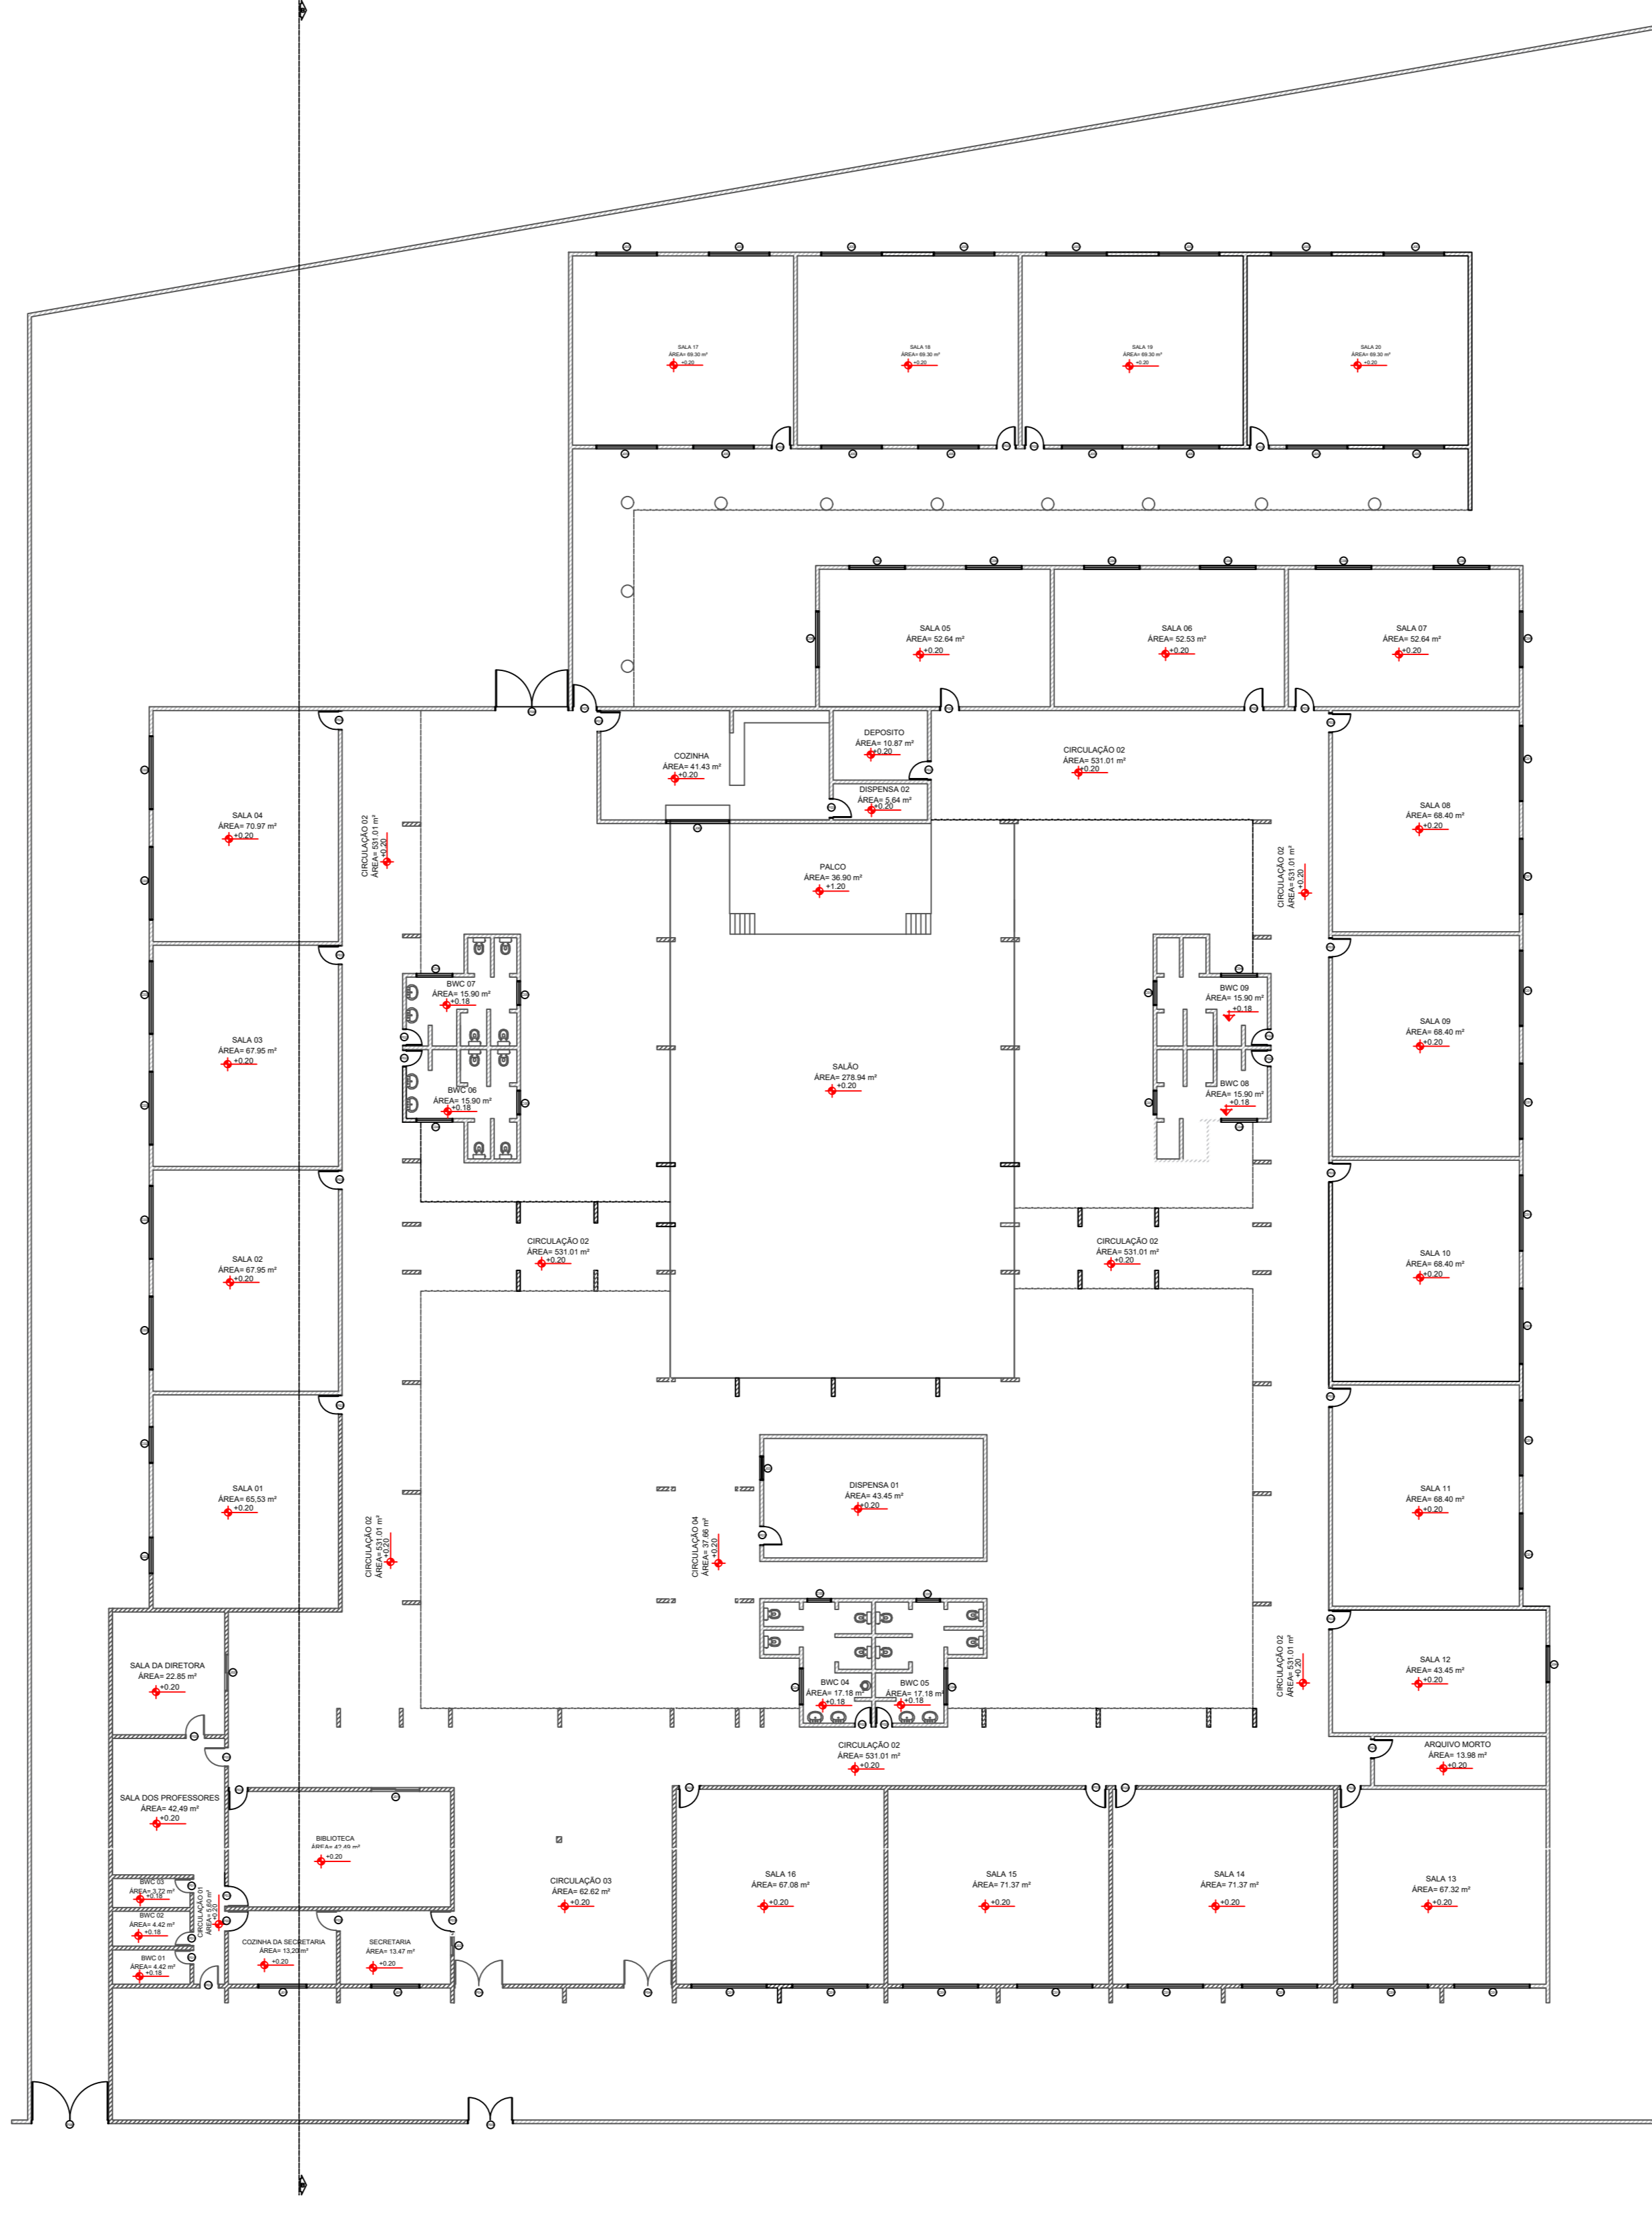 SALA 17
ÁREA= 69.30 m²
+0.20
SALA 18
ÁREA= 69.30 m²
+0.20
SALA 19
ÁREA= 69.30 m²
+0.20
SALA 20
ÁREA= 69.30 m²
+0.20
SALA 05
ÁREA= 52.64 m²
+0.20
SALA 06
ÁREA= 52.53 m²
+0.20
SALA 07
ÁREA= 52.64 m²
+0.20
COZINHA
ÁREA= 41.43 m²
+0.20
DEPOSITO
ÁREA= 10.87 m²
+0.20
DISPENSA 02
ÁREA= 5.64 m²
+0.20
CIRCULAÇÃO 02
ÁREA= 531.01 m²
+0.20
SALA 04
ÁREA= 70.97 m²
+0.20
CIRCULAÇÃO 02
ÁREA= 531.01 m²
+0.20
PALCO
ÁREA= 36.90 m²
+1.20
CIRCULAÇÃO 02
ÁREA= 531.01 m²
+0.20
SALA 08
ÁREA= 68.40 m²
+0.20
SALA 03
ÁREA= 67.95 m²
+0.20
BWC 07
ÁREA= 15.90 m²
+0.18
BWC 06
ÁREA= 15.90 m²
+0.18
SALÃO
ÁREA= 278.94 m²
+0.20
BWC 09
ÁREA= 15.90 m²
+0.18
BWC 08
ÁREA= 15.90 m²
+0.18
SALA 09
ÁREA= 68.40 m²
+0.20
SALA 02
ÁREA= 67.95 m²
+0.20
CIRCULAÇÃO 02
ÁREA= 531.01 m²
+0.20
CIRCULAÇÃO 02
ÁREA= 531.01 m²
+0.20
SALA 10
ÁREA= 68.40 m²
+0.20
SALA 01
ÁREA= 65,53 m²
+0.20
CIRCULAÇÃO 02
ÁREA= 531.01 m²
+0.20
CIRCULAÇÃO 04
ÁREA= 37.66 m²
+0.20
DISPENSA 01
ÁREA= 43.45 m²
+0.20
SALA 11
ÁREA= 68.40 m²
+0.20
SALA DA DIRETORA
ÁREA= 22.85 m²
+0.20
BWC 04
ÁREA= 17.18 m²
+0.18
BWC 05
ÁREA= 17.18 m²
+0.18
CIRCULAÇÃO 02
ÁREA= 531.01 m²
+0.20
SALA 12
ÁREA= 43.45 m²
+0.20
CIRCULAÇÃO 02
ÁREA= 531.01 m²
+0.20
ARQUIVO MORTO
ÁREA= 13.98 m²
+0.20
SALA DOS PROFESSORES
ÁREA= 42,49 m²
+0.20
BIBLIOTECA
ÁREA= 42.49 m²
+0.20
CIRCULAÇÃO 03
ÁREA= 62.62 m²
+0.20
SALA 16
ÁREA= 67.08 m²
+0.20
SALA 15
ÁREA= 71.37 m²
+0.20
SALA 14
ÁREA= 71.37 m²
+0.20
SALA 13
ÁREA= 67.32 m²
+0.20
BWC 03
ÁREA= 3.72 m²
+0.18
BWC 02
ÁREA= 4.42 m²
+0.18
BWC 01
ÁREA= 4.42 m²
+0.18
CIRCULAÇÃO 01
ÁREA= 5.60 m²
+0.20
COZINHA DA SECRETARIA
ÁREA= 13,20 m²
+0.20
SECRETARIA
ÁREA= 13.47 m²
+0.20